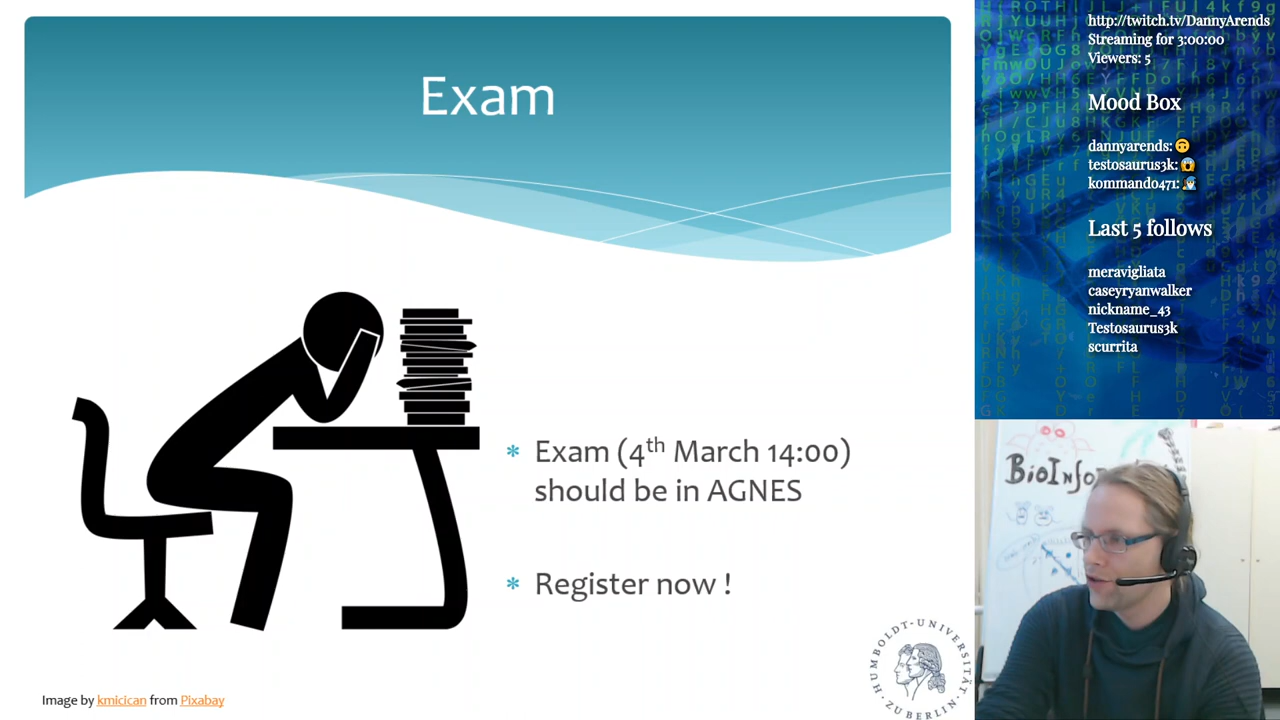 Exam
Exam (4th March 14:00)
should be in AGNES
Register now !
Image by kmicican from Pixabay
HUMBOLDT-UNIVERSITÄT
ZU BERLIN
http://twitch.tv/DannyArends
Streaming for 3:00:00
Viewers: 5
Mood Box
dannyarends: 🙃
testosaurus3k: 😱
kommando471: 🧑‍🚀
Last 5 follows
meravigliata
caseryanwalker
nickname_43
Testosaurus3k
scurrita